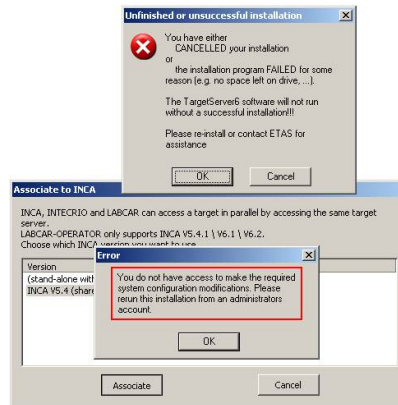 Unfinished or unsuccessful installation
You have either
CANCELLED your installation
or
the installation program FAILED for some
reason (e.g. no space left on drive, ...).
The TargetServer6 software will not run
without a successful installation!!!
Please re-install or contact ETAS for
assistance
OK
Cancel
Associate to INCA
INCA, INTECRIO and LABCAR can access a target in parallel by accessing the same target
server.
LABCAR-OPERATOR only supports INCA V5.4.1 \ V6.1 \ V6.2.
Choose which INCA version you want to use
Version
(stand-alone with
INCA V5.4 (share
Error
You do not have access to make the required
system configuration modifications. Please
rerun this installation from an administrators
account.
OK
Associate
Cancel